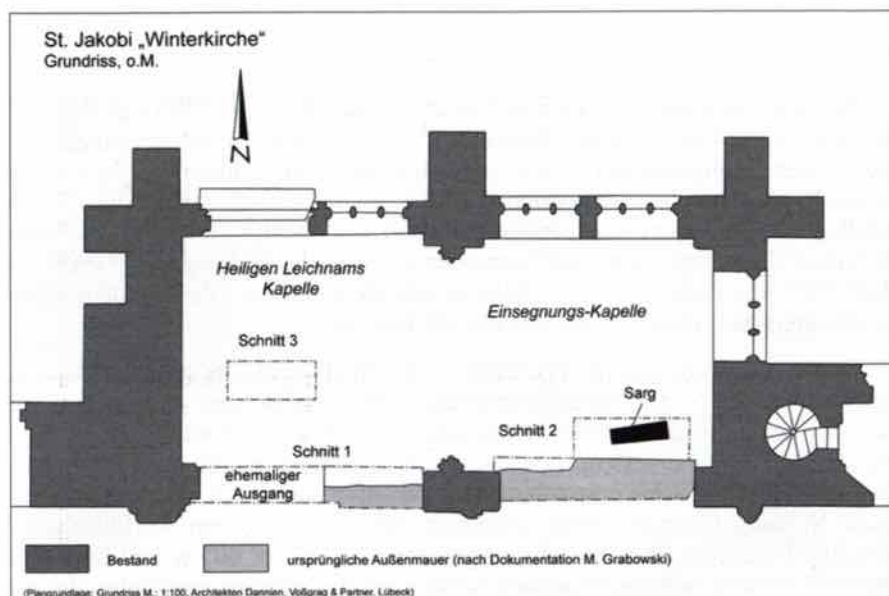 St. Jakobi „Winterkirche“
Grundriss, o.M.
N
Heiligen Leichnams
Kapelle
Einsegnungs-Kapelle
Schnitt 3
Sarg
Schnitt 2
Schnitt 1
ehemaliger
Ausgang
Bestand
ursprüngliche Außenmauer (nach Dokumentation M. Grabowski)
(Plangrundlage: Grundriss M.: 1:100, Architekten Dannien, Voßgrag & Partner, Lübeck)